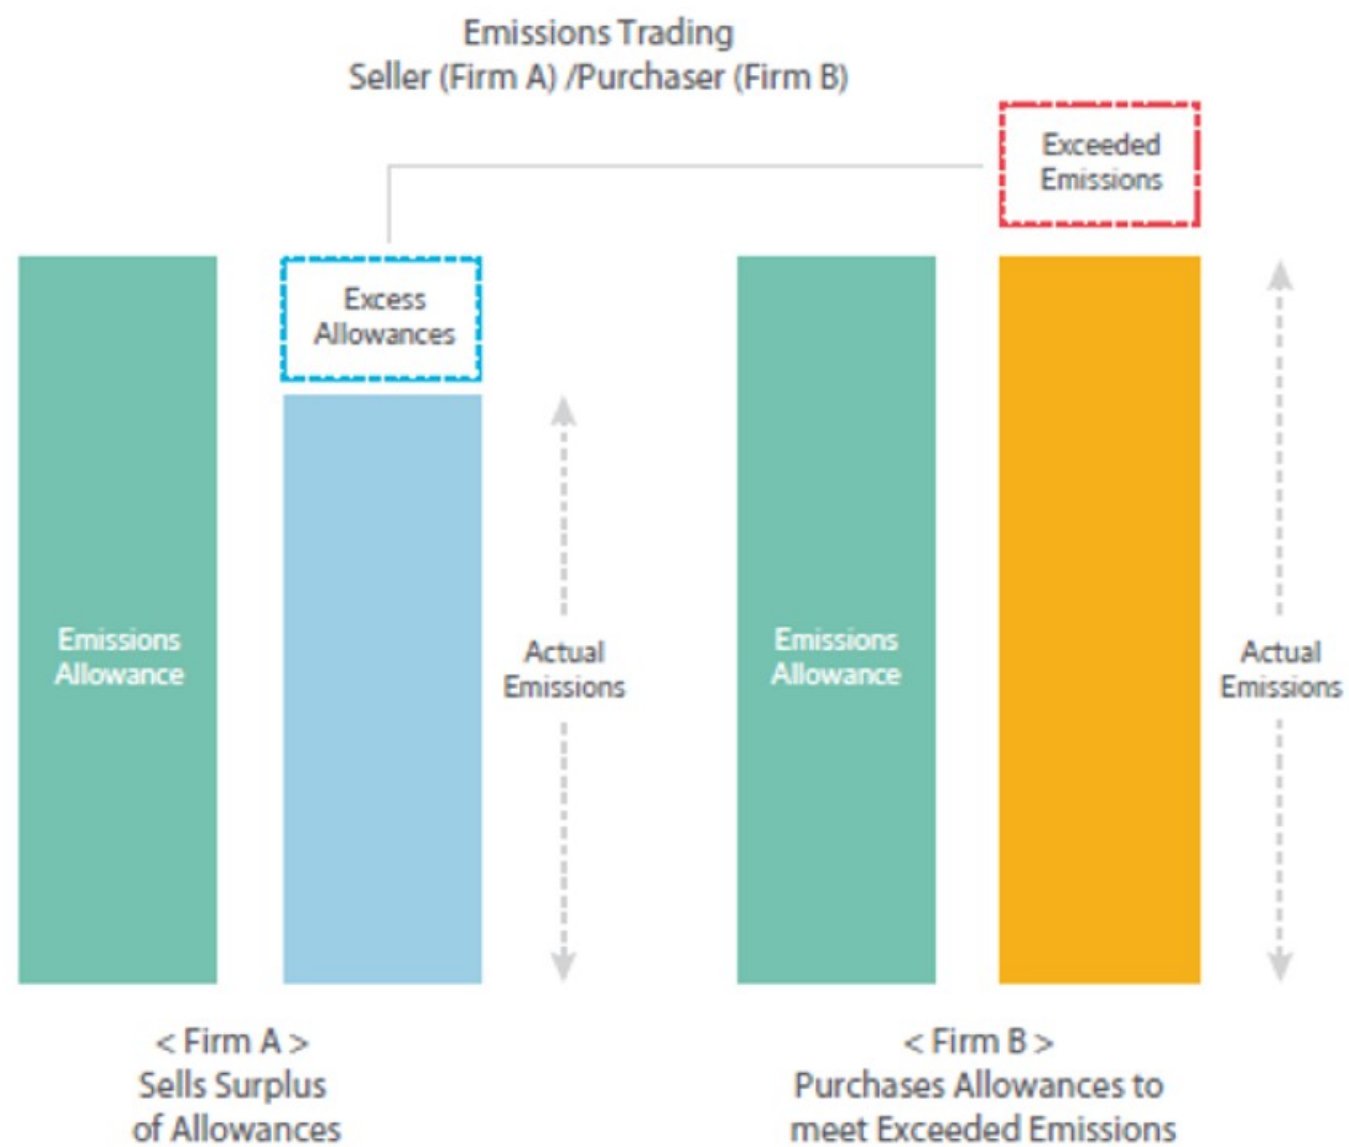 Emissions Trading
Seller (Firm A) /Purchaser (Firm B)
Exceeded
Emissions
Excess
Allowances
Emissions
Allowance
Actual
Emissions
Emissions
Allowance
Actual
Emissions
< Firm A >
Sells Surplus
of Allowances
< Firm B >
Purchases Allowances to
meet Exceeded Emissions